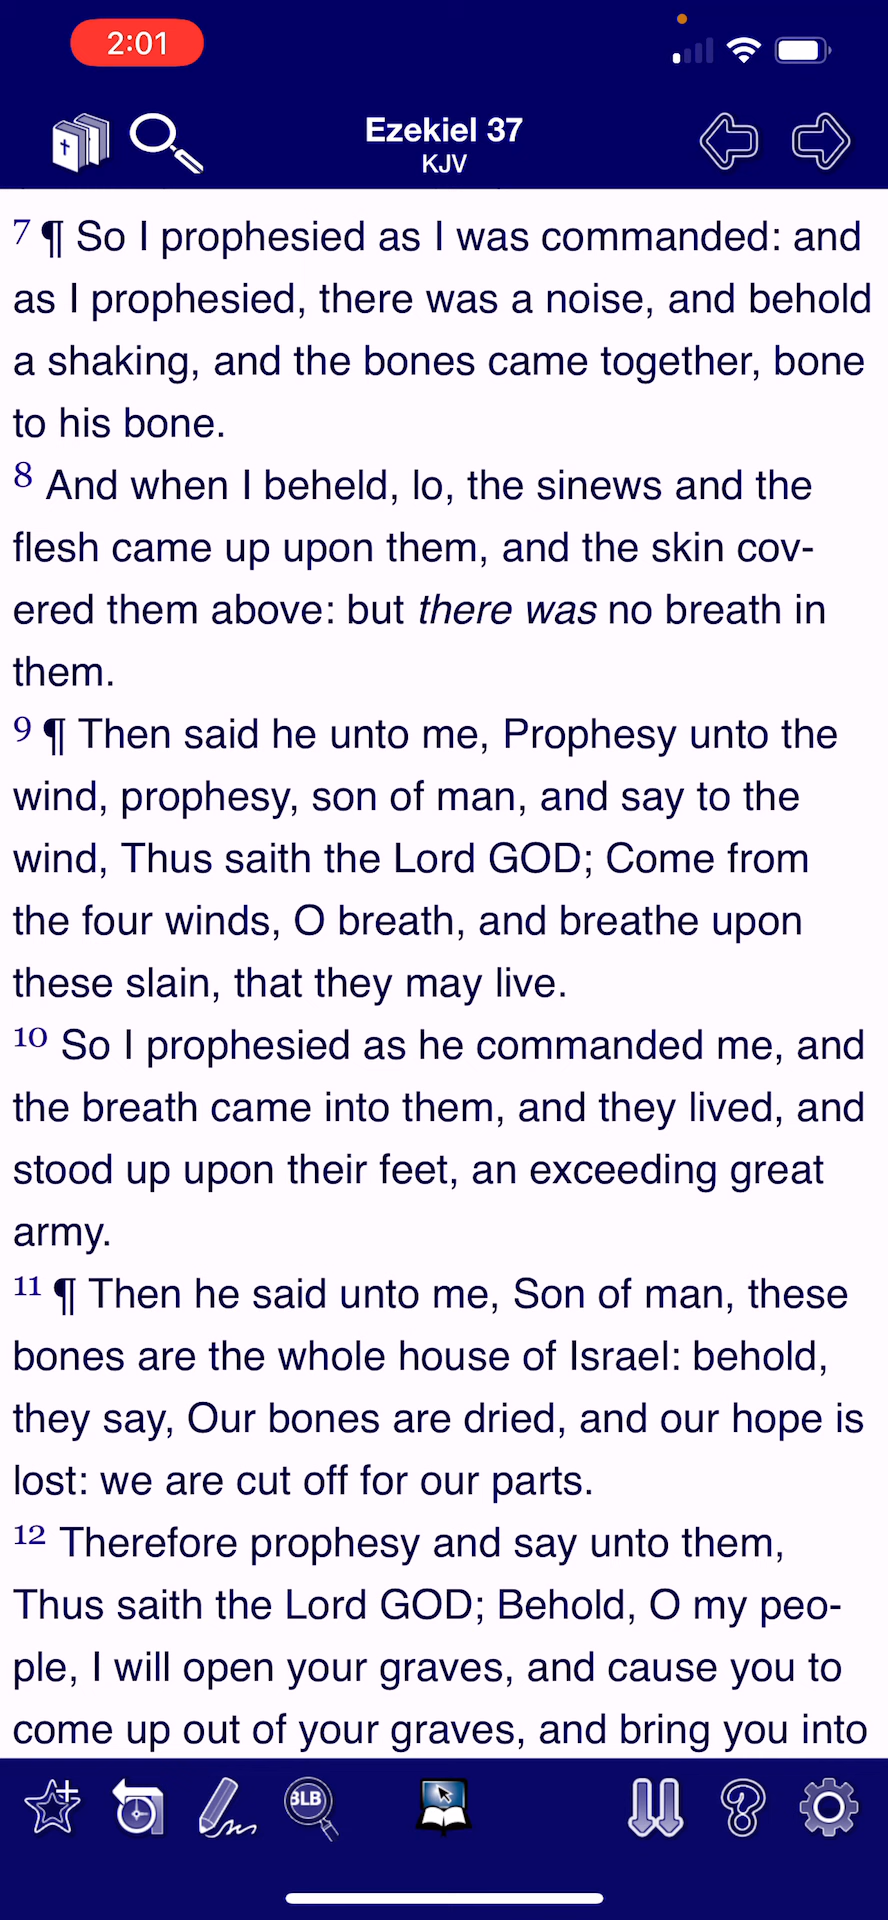 2:01
Ezekiel 37
KJV
7 ¶ So I prophesied as I was commanded: and
as I prophesied, there was a noise, and behold
a shaking, and the bones came together, bone
to his bone.
8 And when I beheld, lo, the sinews and the
flesh came up upon them, and the skin cov-
ered them above: but there was no breath in
them.
9 ¶ Then said he unto me, Prophesy unto the
wind, prophesy, son of man, and say to the
wind, Thus saith the Lord GOD; Come from
the four winds, O breath, and breathe upon
these slain, that they may live.
10 So I prophesied as he commanded me, and
the breath came into them, and they lived, and
stood up upon their feet, an exceeding great
army.
11 ¶ Then he said unto me, Son of man, these
bones are the whole house of Israel: behold,
they say, Our bones are dried, and our hope is
lost: we are cut off for our parts.
12 Therefore prophesy and say unto them,
Thus saith the Lord GOD; Behold, O my peo-
ple, I will open your graves, and cause you to
come up out of your graves, and bring you into
BLB